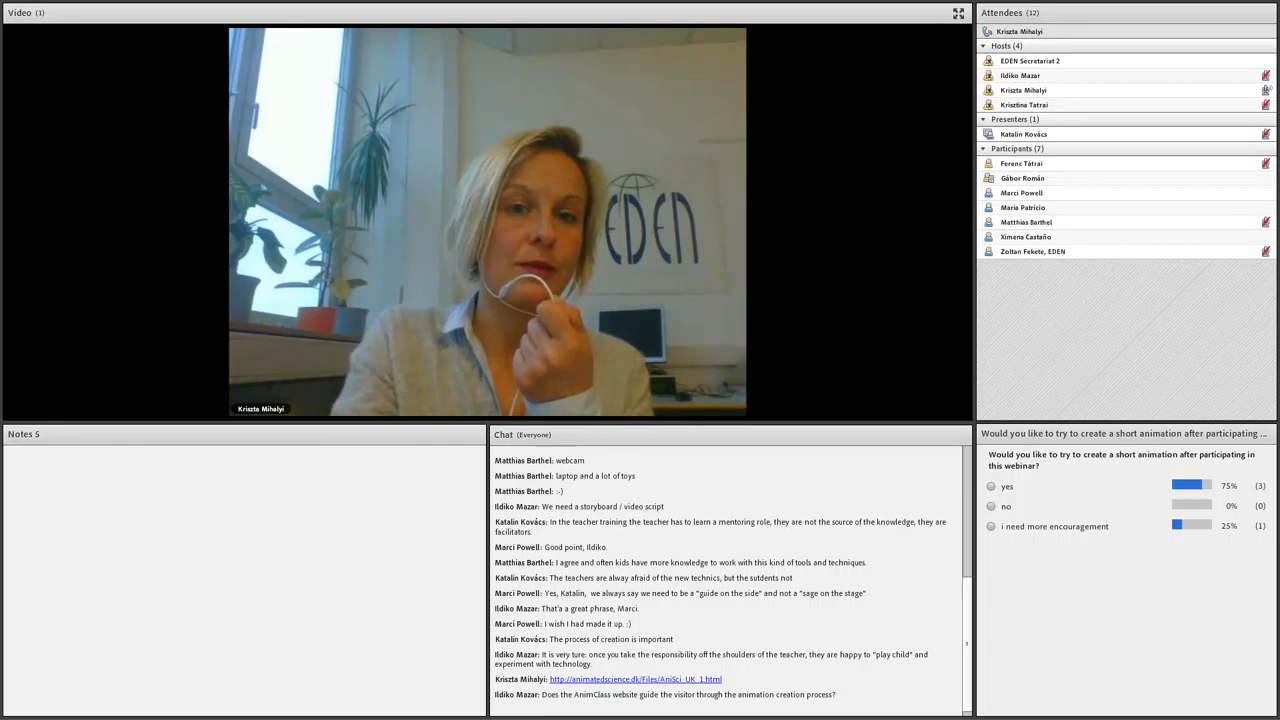 Video (1)
Kriszta Mihalyi
EDEN
Attendees (12)
Kriszta Mihalyi
Hosts (4)
EDEN Secretariat 2
Ildiko Mazar
Kriszta Mihalyi
Krisztina Tatrai
Presenters (1)
Katalin Kovács
Participants (7)
Ferenc Tátrai
Gábor Román
Marci Powell
Maria Patrício
Matthias Barthel
Ximena Castaño
Zoltan Fekete, EDEN
Notes 5
Chat (Everyone)
Matthias Barthel: webcam
Matthias Barthel: laptop and a lot of toys
Matthias Barthel: :-)
Ildiko Mazar: We need a storyboard / video script
Katalin Kovács: In the teacher training the teacher has to learn a mentoring role, they are not the source of the knowledge, they are
facilitators.
Marci Powell: Good point, Ildiko.
Matthias Barthel: I agree and often kids have more knowledge to work with this kind of tools and techniques.
Katalin Kovács: The teachers are alway afraid of the new technics, but the sutdents not
Marci Powell: Yes, Katalin, we always say we need to be a "guide on the side" and not a "sage on the stage"
Ildiko Mazar: That'a a great phrase, Marci.
Marci Powell: I wish I had made it up. :)
Katalin Kovács: The process of creation is important
Ildiko Mazar: It is very ture: once you take the responsibility off the shoulders of the teacher, they are happy to "play child" and
experiment with technology.
Kriszta Mihalyi: http://animatedscience.dk/Files/AniSci_UK_1.html
Ildiko Mazar: Does the AnimClass website guide the visitor through the animation creation process?
Would you like to try to create a short animation after participating ...
Would you like to try to create a short animation after participating in
this webinar?
yes 75% (3)
no 0% (0)
i need more encouragement 25% (1)